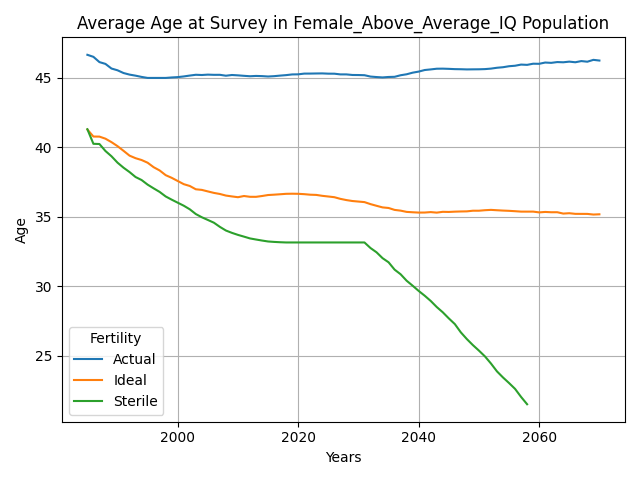 Average Age at Survey in Female_Above_Average_IQ Population
Age
45
40
35
30
25
Fertility
Actual
Ideal
Sterile
2000 2020 2040 2060
Years